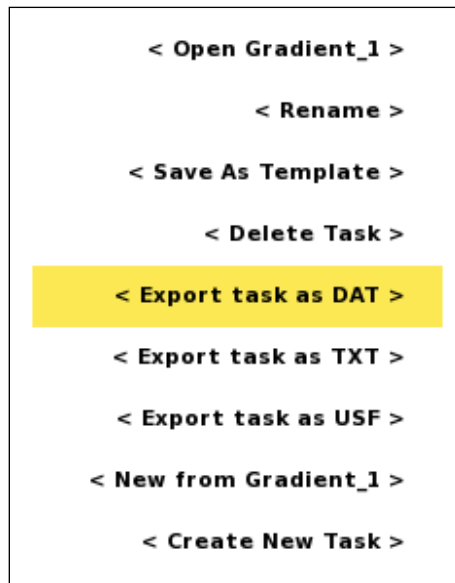 < Open Gradient_1 >
< Rename >
< Save As Template >
< Delete Task >
< Export task as DAT >
< Export task as TXT >
< Export task as USF >
< New from Gradient_1 >
< Create New Task >